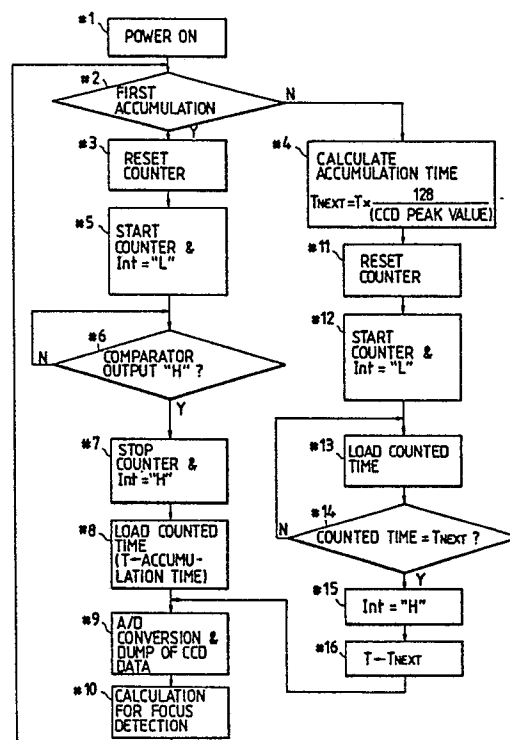 #1
POWER ON
#2
FIRST
ACCUMULATION
N
Y
#3
RESET
COUNTER
#5
START
COUNTER &
Int = "L"
#6
COMPARATOR
OUTPUT "H" ?
N
Y
#7
STOP
COUNTER &
Int = "H"
#8
LOAD COUNTED
TIME
(T←ACCUMU-
LATION TIME)
#9
A/D
CONVERSION &
DUMP OF CCD
DATA
#10
CALCULATION
FOR FOCUS
DETECTION
#4
CALCULATE
ACCUMULATION TIME
TNEXT = T× 128
(CCD PEAK VALUE)
#11
RESET
COUNTER
#12
START
COUNTER &
Int = "L"
#13
LOAD COUNTED
TIME
#14
N
COUNTED TIME = TNEXT ?
Y
#15
Int = "H"
#16
T←TNEXT